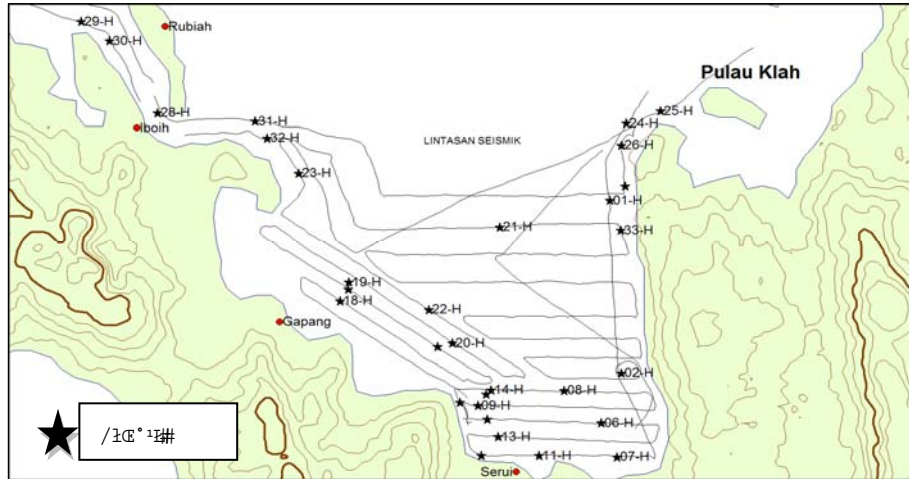 29-H
Rubiah
30-H
Pulau Klah
28-H
25-H
31-H
24-H
Iboih
32-H
LINTASAN SEISMIK
26-H
23-H
01-H
21-H
33-H
19-H
18-H
22-H
Gapang
20-H
02-H
14-H
08-H
09-H
06-H
13-H
11-H
07-H
Serui